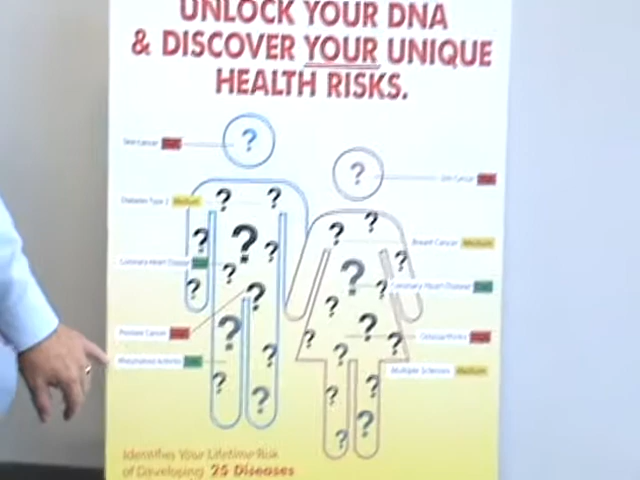 UNLOCK YOUR DNA
& DISCOVER YOUR UNIQUE
HEALTH RISKS.
?
?
Skin Cancer
Skin Cancer
Diabetes Type 2 Medium
Breast Cancer Medium
Coronary Heart Disease
Coronary Heart Disease
Prostate Cancer
Osteoarthritis
Rheumatoid Arthritis
Multiple Sclerosis Medium
Identifies Your Lifetime Risk
of Developing 25 Diseases